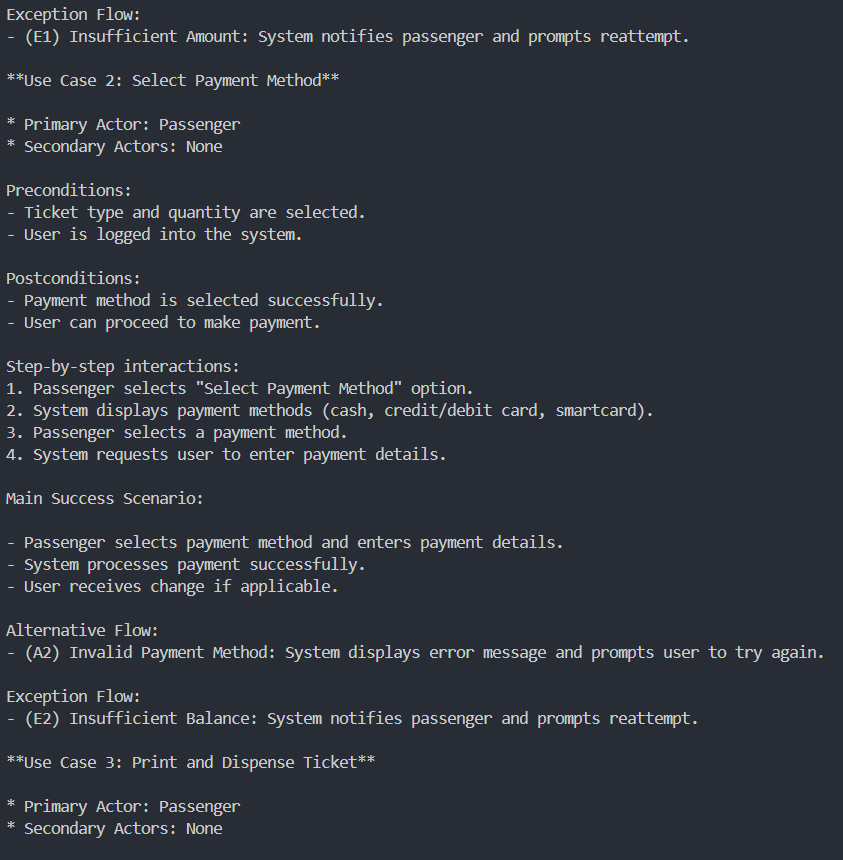 Exception Flow:
- (E1) Insufficient Amount: System notifies passenger and prompts reattempt.
**Use Case 2: Select Payment Method**
* Primary Actor: Passenger
* Secondary Actors: None
Preconditions:
- Ticket type and quantity are selected.
- User is logged into the system.
Postconditions:
- Payment method is selected successfully.
- User can proceed to make payment.
Step-by-step interactions:
1. Passenger selects "Select Payment Method" option.
2. System displays payment methods (cash, credit/debit card, smartcard).
3. Passenger selects a payment method.
4. System requests user to enter payment details.
Main Success Scenario:
- Passenger selects payment method and enters payment details.
- System processes payment successfully.
- User receives change if applicable.
Alternative Flow:
- (A2) Invalid Payment Method: System displays error message and prompts user to try again.
Exception Flow:
- (E2) Insufficient Balance: System notifies passenger and prompts reattempt.
**Use Case 3: Print and Dispense Ticket**
* Primary Actor: Passenger
* Secondary Actors: None